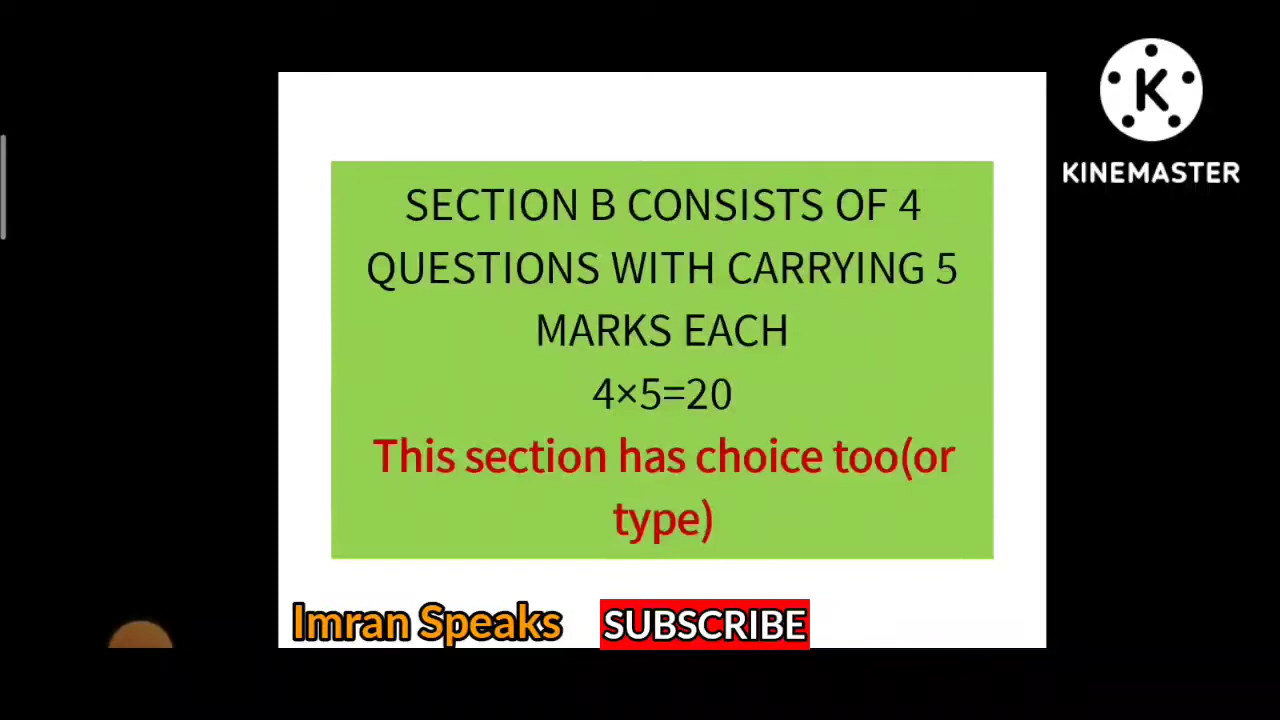 K
KINEMASTER
SECTION B CONSISTS OF 4
QUESTIONS WITH CARRYING 5
MARKS EACH
4×5=20
This section has choice too(or
type)
Imran Speaks
SUBSCRIBE